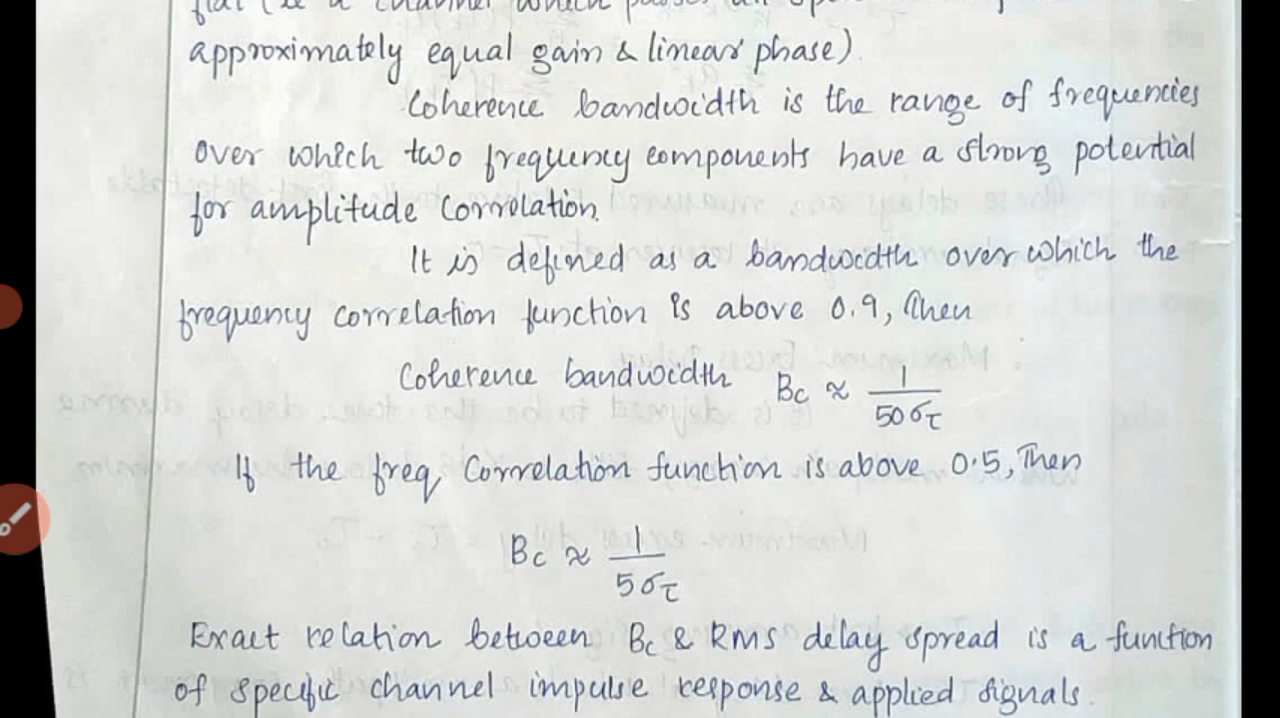 approximately equal gain & linear phase).
Coherence bandwidth is the range of frequencies
over which two frequency components have a strong potential
for amplitude correlation.
It is defined as a bandwidth over which the
frequency correlation function is above 0.9, then
Coherence bandwidth Bc ≈ 1/50στ
If the freq Correlation function is above 0.5, Then
Bc ≈ 1/5στ
Exact relation between Bc & RMS delay spread is a function
of specific channel impulse response & applied signals.